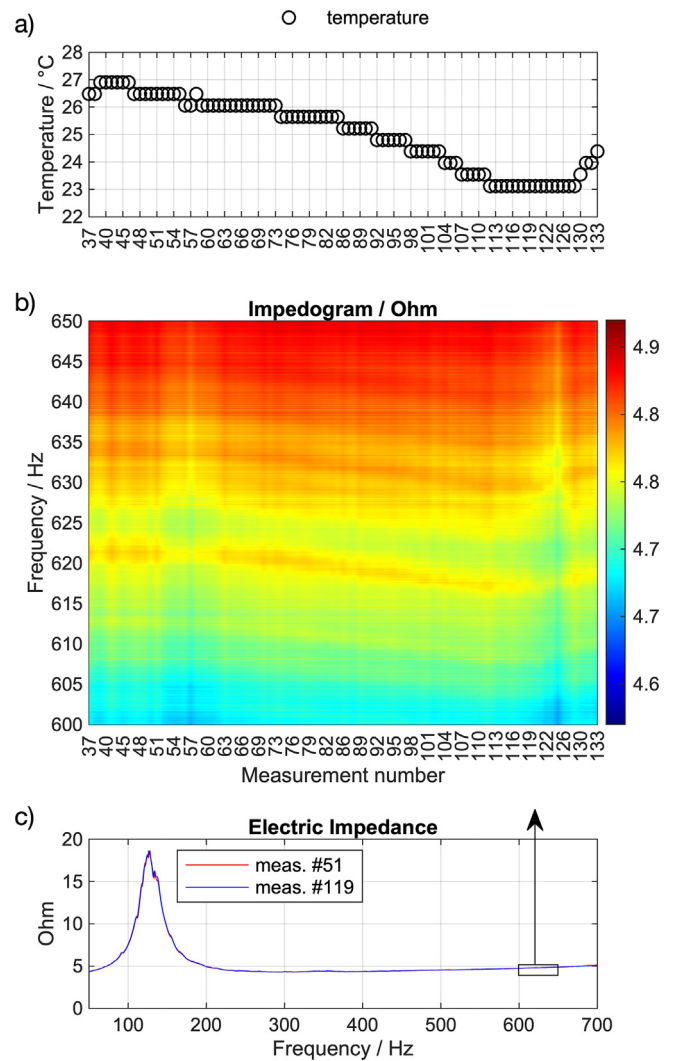 a)
temperature
28
27
26
25
24
23
22
Temperature / °C
37 40 42 45 48 51 54 57 60 63 66 69 73 76 79 82 86 89 92 95 98 101 104 107 110 113 116 119 122 126 130 133
b)
Impedogram / Ohm
650
645
640
635
630
625
620
615
610
605
600
Frequency / Hz
4.9
4.8
4.8
4.7
4.7
4.6
37 40 42 45 48 51 54 57 60 63 66 69 73 76 79 82 86 89 92 95 98 101 104 107 110 113 116 119 122 126 130 133
Measurement number
c)
Electric Impedance
20
15
10
5
0
Ohm
meas. #51
meas. #119
100 200 300 400 500 600 700
Frequency / Hz